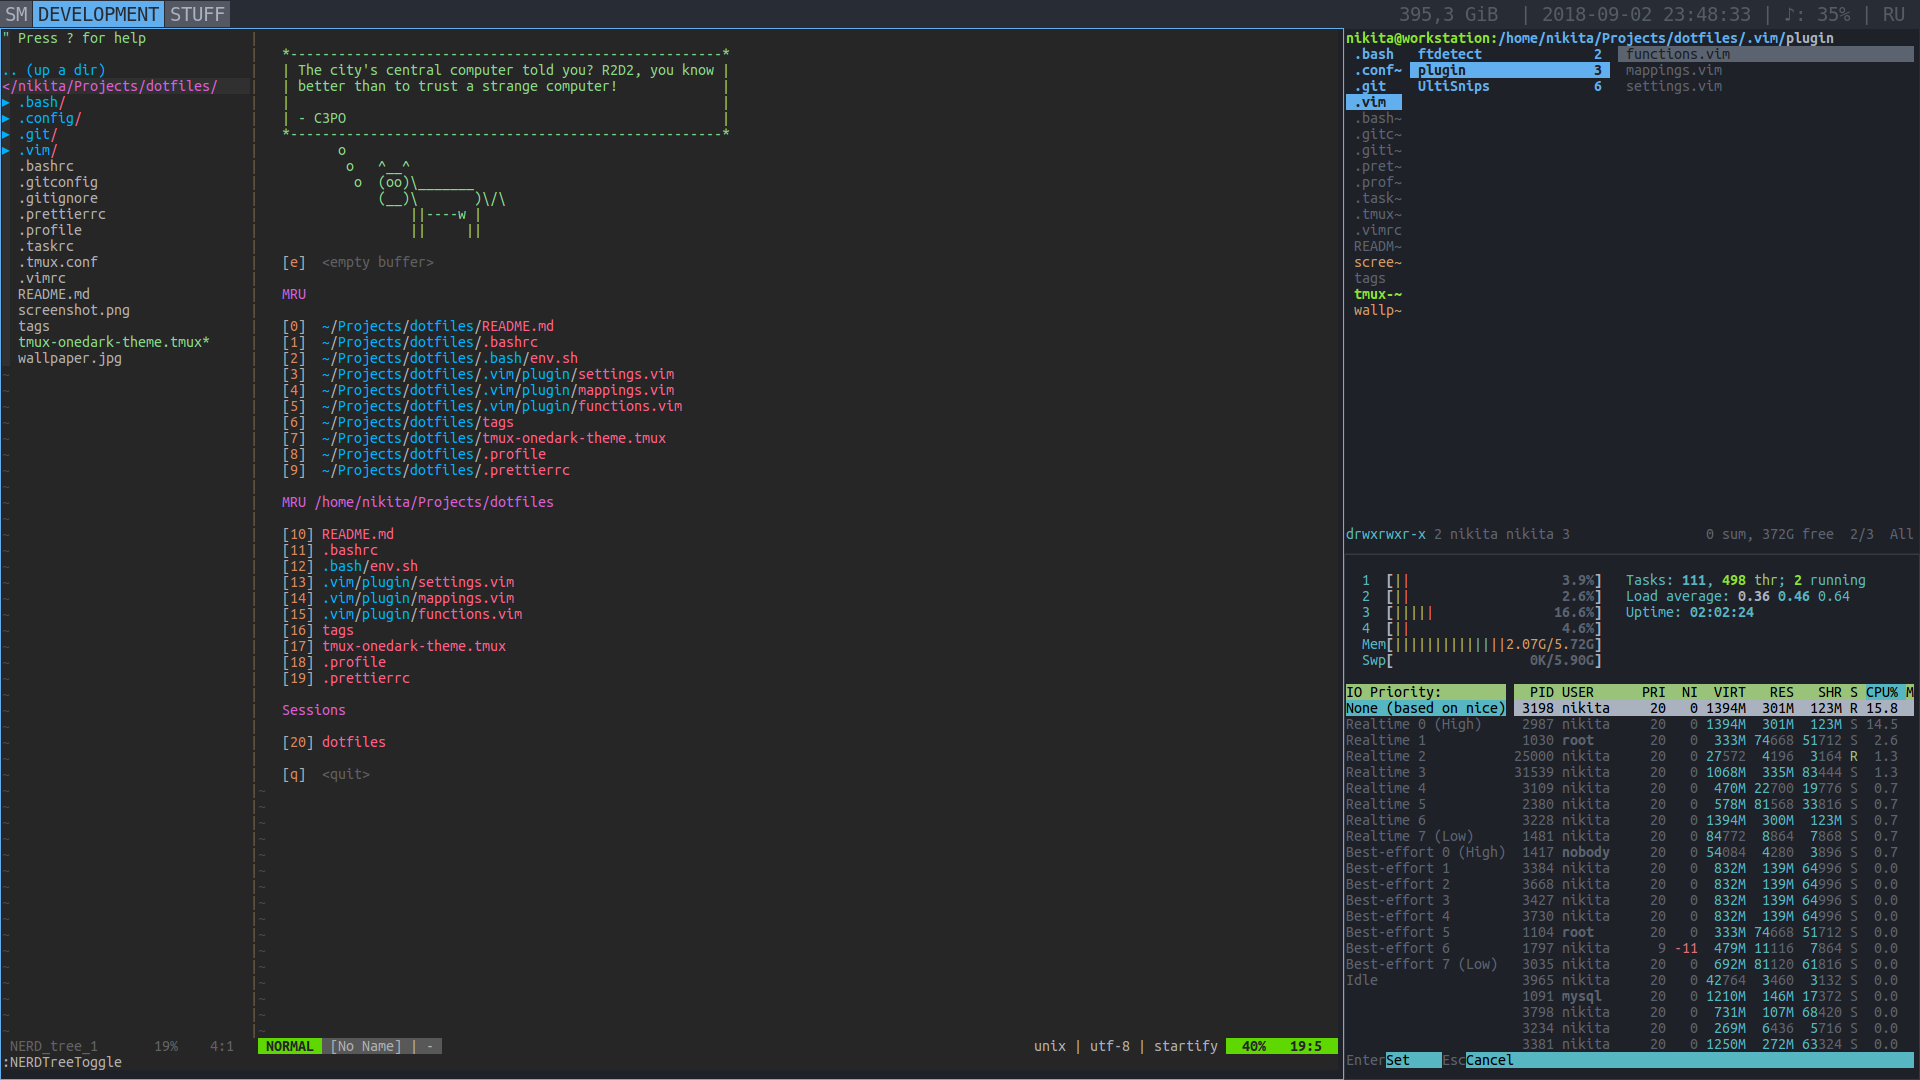 SM DEVELOPMENT STUFF
395,3 GiB | 2018-09-02 23:48:33 | ♪: 35% | RU
" Press ? for help
.. (up a dir)
</nikita/Projects/dotfiles/
▶ .bash/
▶ .config/
▶ .git/
▶ .vim/
.bashrc
.gitconfig
.gitignore
.prettierrc
.profile
.taskrc
.tmux.conf
.vimrc
README.md
screenshot.png
tags
tmux-onedark-theme.tmux*
wallpaper.jpg
NERD_tree_1 19% 4:1
:NERDTreeToggle
*------------------------------------------------------*
| The city's central computer told you? R2D2, you know |
| better than to trust a strange computer! |
| |
| - C3PO |
*------------------------------------------------------*
o
o ^__^
o (oo)\_______
(__)\ )\/\
||----w |
|| ||
[e] <empty buffer>
MRU
[0] ~/Projects/dotfiles/README.md
[1] ~/Projects/dotfiles/.bashrc
[2] ~/Projects/dotfiles/.bash/env.sh
[3] ~/Projects/dotfiles/.vim/plugin/settings.vim
[4] ~/Projects/dotfiles/.vim/plugin/mappings.vim
[5] ~/Projects/dotfiles/.vim/plugin/functions.vim
[6] ~/Projects/dotfiles/tags
[7] ~/Projects/dotfiles/tmux-onedark-theme.tmux
[8] ~/Projects/dotfiles/.profile
[9] ~/Projects/dotfiles/.prettierrc
MRU /home/nikita/Projects/dotfiles
[10] README.md
[11] .bashrc
[12] .bash/env.sh
[13] .vim/plugin/settings.vim
[14] .vim/plugin/mappings.vim
[15] .vim/plugin/functions.vim
[16] tags
[17] tmux-onedark-theme.tmux
[18] .profile
[19] .prettierrc
Sessions
[20] dotfiles
[q] <quit>
NORMAL [No Name] | - unix | utf-8 | startify 40% 19:5
nikita@workstation:/home/nikita/Projects/dotfiles/.vim/plugin
.bash ftdetect 2 functions.vim
.conf~ plugin 3 mappings.vim
.git UltiSnips 6 settings.vim
.vim
.bash~
.gitc~
.giti~
.pret~
.prof~
.task~
.tmux~
.vimrc
READM~
scree~
tags
tmux-~
wallp~
drwxrwxr-x 2 nikita nikita 3 0 sum, 372G free 2/3 All
1 [|| 3.9%] Tasks: 111, 498 thr; 2 running
2 [|| 2.6%] Load average: 0.36 0.46 0.64
3 [||||| 16.6%] Uptime: 02:02:24
4 [|| 4.6%]
Mem[||||||||||||||2.07G/5.72G]
Swp[ 0K/5.90G]
IO Priority: PID USER PRI NI VIRT RES SHR S CPU% M
None (based on nice) 3198 nikita 20 0 1394M 301M 123M R 15.8
Realtime 0 (High) 2987 nikita 20 0 1394M 301M 123M S 14.5
Realtime 1 1030 root 20 0 333M 74668 51712 S 2.6
Realtime 2 25000 nikita 20 0 27572 4196 3164 R 1.3
Realtime 3 31539 nikita 20 0 1068M 335M 83444 S 1.3
Realtime 4 3109 nikita 20 0 470M 22700 19776 S 0.7
Realtime 5 2380 nikita 20 0 578M 81568 33816 S 0.7
Realtime 6 3228 nikita 20 0 1394M 300M 123M S 0.7
Realtime 7 (Low) 1481 nikita 20 0 84772 8864 7868 S 0.7
Best-effort 0 (High) 1417 nobody 20 0 54084 4280 3896 S 0.7
Best-effort 1 3384 nikita 20 0 832M 139M 64996 S 0.0
Best-effort 2 3668 nikita 20 0 832M 139M 64996 S 0.0
Best-effort 3 3427 nikita 20 0 832M 139M 64996 S 0.0
Best-effort 4 3730 nikita 20 0 832M 139M 64996 S 0.0
Best-effort 5 1104 root 20 0 333M 74668 51712 S 0.0
Best-effort 6 1797 nikita 9 -11 479M 11116 7864 S 0.0
Best-effort 7 (Low) 3035 nikita 20 0 692M 81120 61816 S 0.0
Idle 3965 nikita 20 0 42764 3460 3132 S 0.0
1091 mysql 20 0 1210M 146M 17372 S 0.0
3798 nikita 20 0 731M 107M 68420 S 0.0
3234 nikita 20 0 269M 6436 5716 S 0.0
3381 nikita 20 0 1250M 272M 63324 S 0.0
EnterSet EscCancel